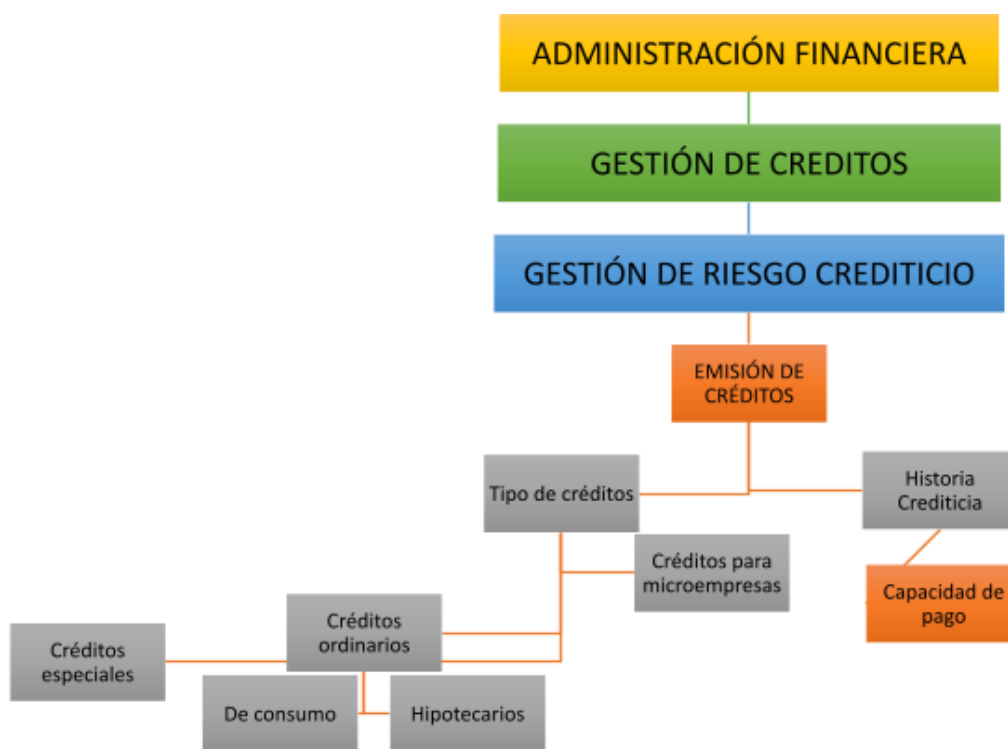 ADMINISTRACIÓN FINANCIERA
GESTIÓN DE CREDITOS
GESTIÓN DE RIESGO CREDITICIO
EMISIÓN DE
CRÉDITOS
Tipo de créditos
Historia
Crediticia
Créditos para
microempresas
Capacidad de
pago
Créditos
ordinarios
Créditos
especiales
De consumo
Hipotecarios